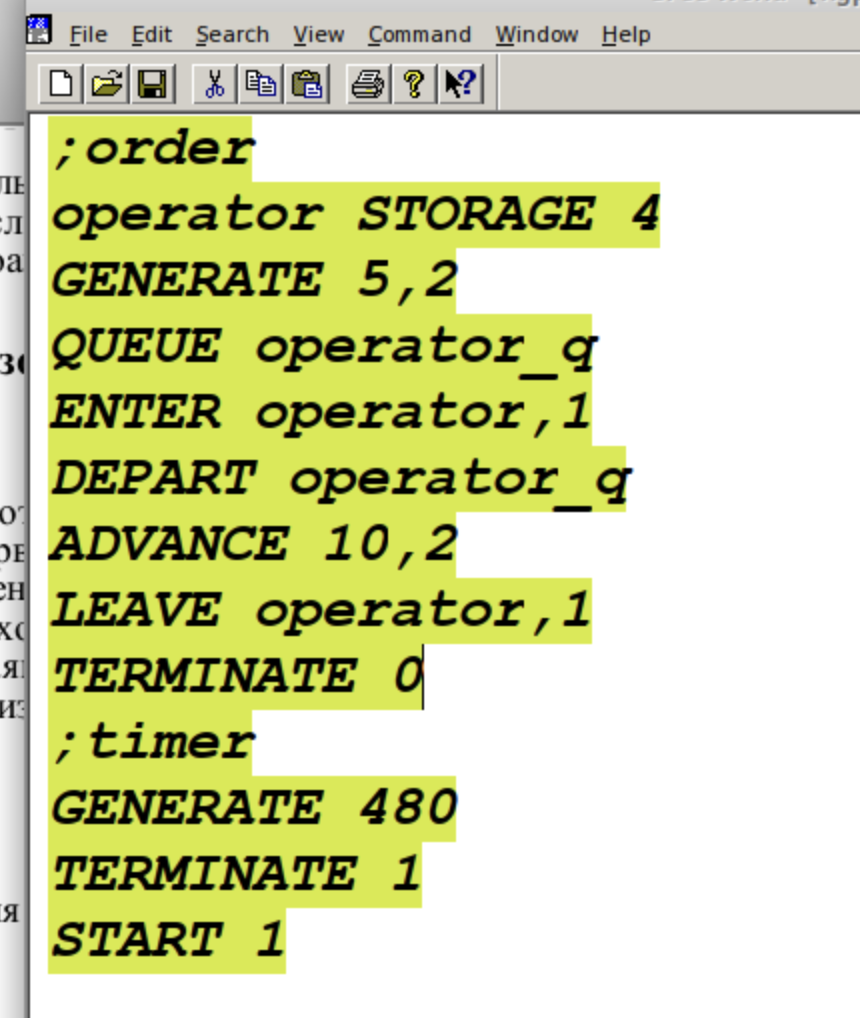 File Edit Search View Command Window Help
;order
operator STORAGE 4
GENERATE 5,2
QUEUE operator_q
ENTER operator,1
DEPART operator_q
ADVANCE 10,2
LEAVE operator,1
TERMINATE 0
;timer
GENERATE 480
TERMINATE 1
START 1